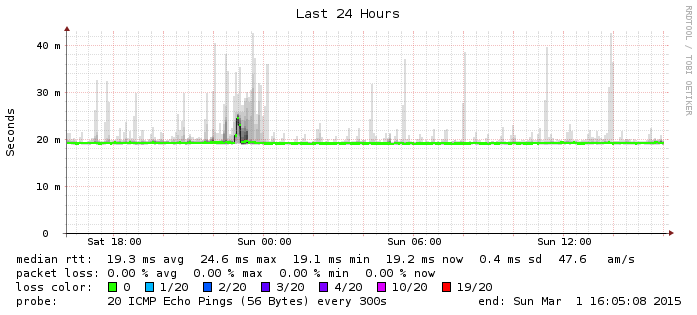 Last 24 Hours
RRDTOOL / TOBI OETIKER
Seconds
40 m
30 m
20 m
10 m
0
Sat 18:00 Sun 00:00 Sun 06:00 Sun 12:00
median rtt: 19.3 ms avg 24.6 ms max 19.1 ms min 19.2 ms now 0.4 ms sd 47.6 am/s
packet loss: 0.00 % avg 0.00 % max 0.00 % min 0.00 % now
loss color: 0 1/20 2/20 3/20 4/20 10/20 19/20
probe: 20 ICMP Echo Pings (56 Bytes) every 300s end: Sun Mar 1 16:05:08 2015